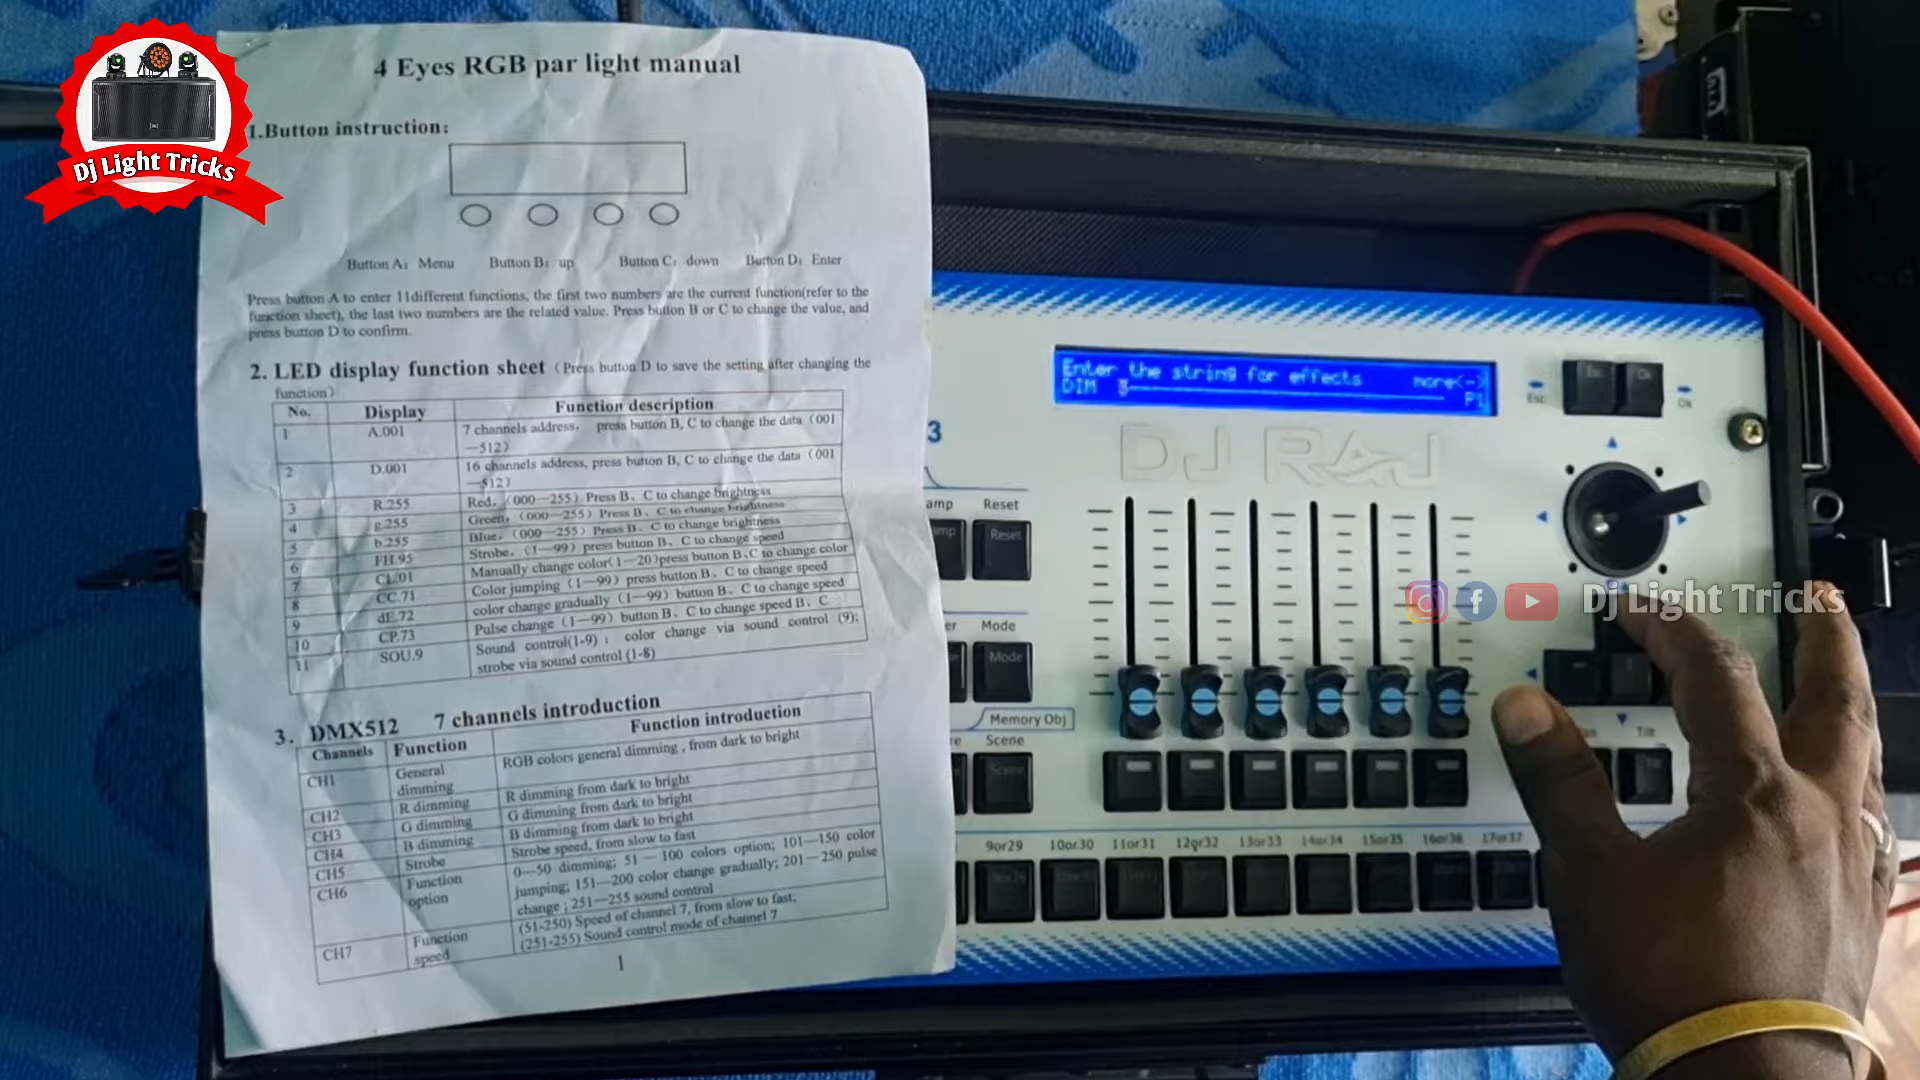 4 Eyes RGB par light manual
1.Button instruction:
Button A: Menu Button B: up Button C: down Button D: Enter
Press button A to enter 11different functions, the first two numbers are the current function(refer to the
function sheet), the last two numbers are the related value. Press button B or C to change the value, and
press button D to confirm.
2. LED display function sheet (Press button D to save the setting after changing the
function)
No. Display Function description
1 A.001 7 channels address, press button B, C to change the data (001
—512)
2 D.001 16 channels address, press button B, C to change the data (001
—512)
3 R.255 Red, (000—255) Press B、C to change brightness
4 g.255 Green, (000—255) Press B、C to change brightness
5 b.255 Blue, (000—255) Press B、C to change brightness
6 FH.95 Strobe, (1—99) press button B、C to change speed
7 CL.01 Manually change color(1—20)press button B、C to change color
8 CC.71 Color jumping (1—99) press button B、C to change speed
9 dE.72 color change gradually (1—99) button B、C to change speed
10 CP.73 Pulse change (1—99) button B、C to change speed B、C
11 SOU.9 Sound control(1-9) : color change via sound control (9);
strobe via sound control (1-8)
3. DMX512 7 channels introduction
Channels Function Function introduction
CH1 General dimming RGB colors general dimming , from dark to bright
CH2 R dimming R dimming from dark to bright
CH3 G dimming G dimming from dark to bright
CH4 B dimming B dimming from dark to bright
CH5 Strobe Strobe speed, from slow to fast
CH6 Function option 0—50 dimming; 51—100 colors option; 101—150 color
jumping; 151—200 color change gradually; 201—250 pulse
change ; 251—255 sound control
CH7 Function speed (51-250) Speed of channel 7, from slow to fast;
(251-255) Sound control mode of channel 7
1
Dj Light Tricks
Enter the string for effects more<->
DIM
Esc
Ok
DJ RAJ
3
amp Reset
Reset
Mode
Mode
Memory Obj
Scene
Scene
Tilt
9or29 10or30 11or31 12or32 13or33 14or34 15or35 16or36 17or37
Dj Light Tricks